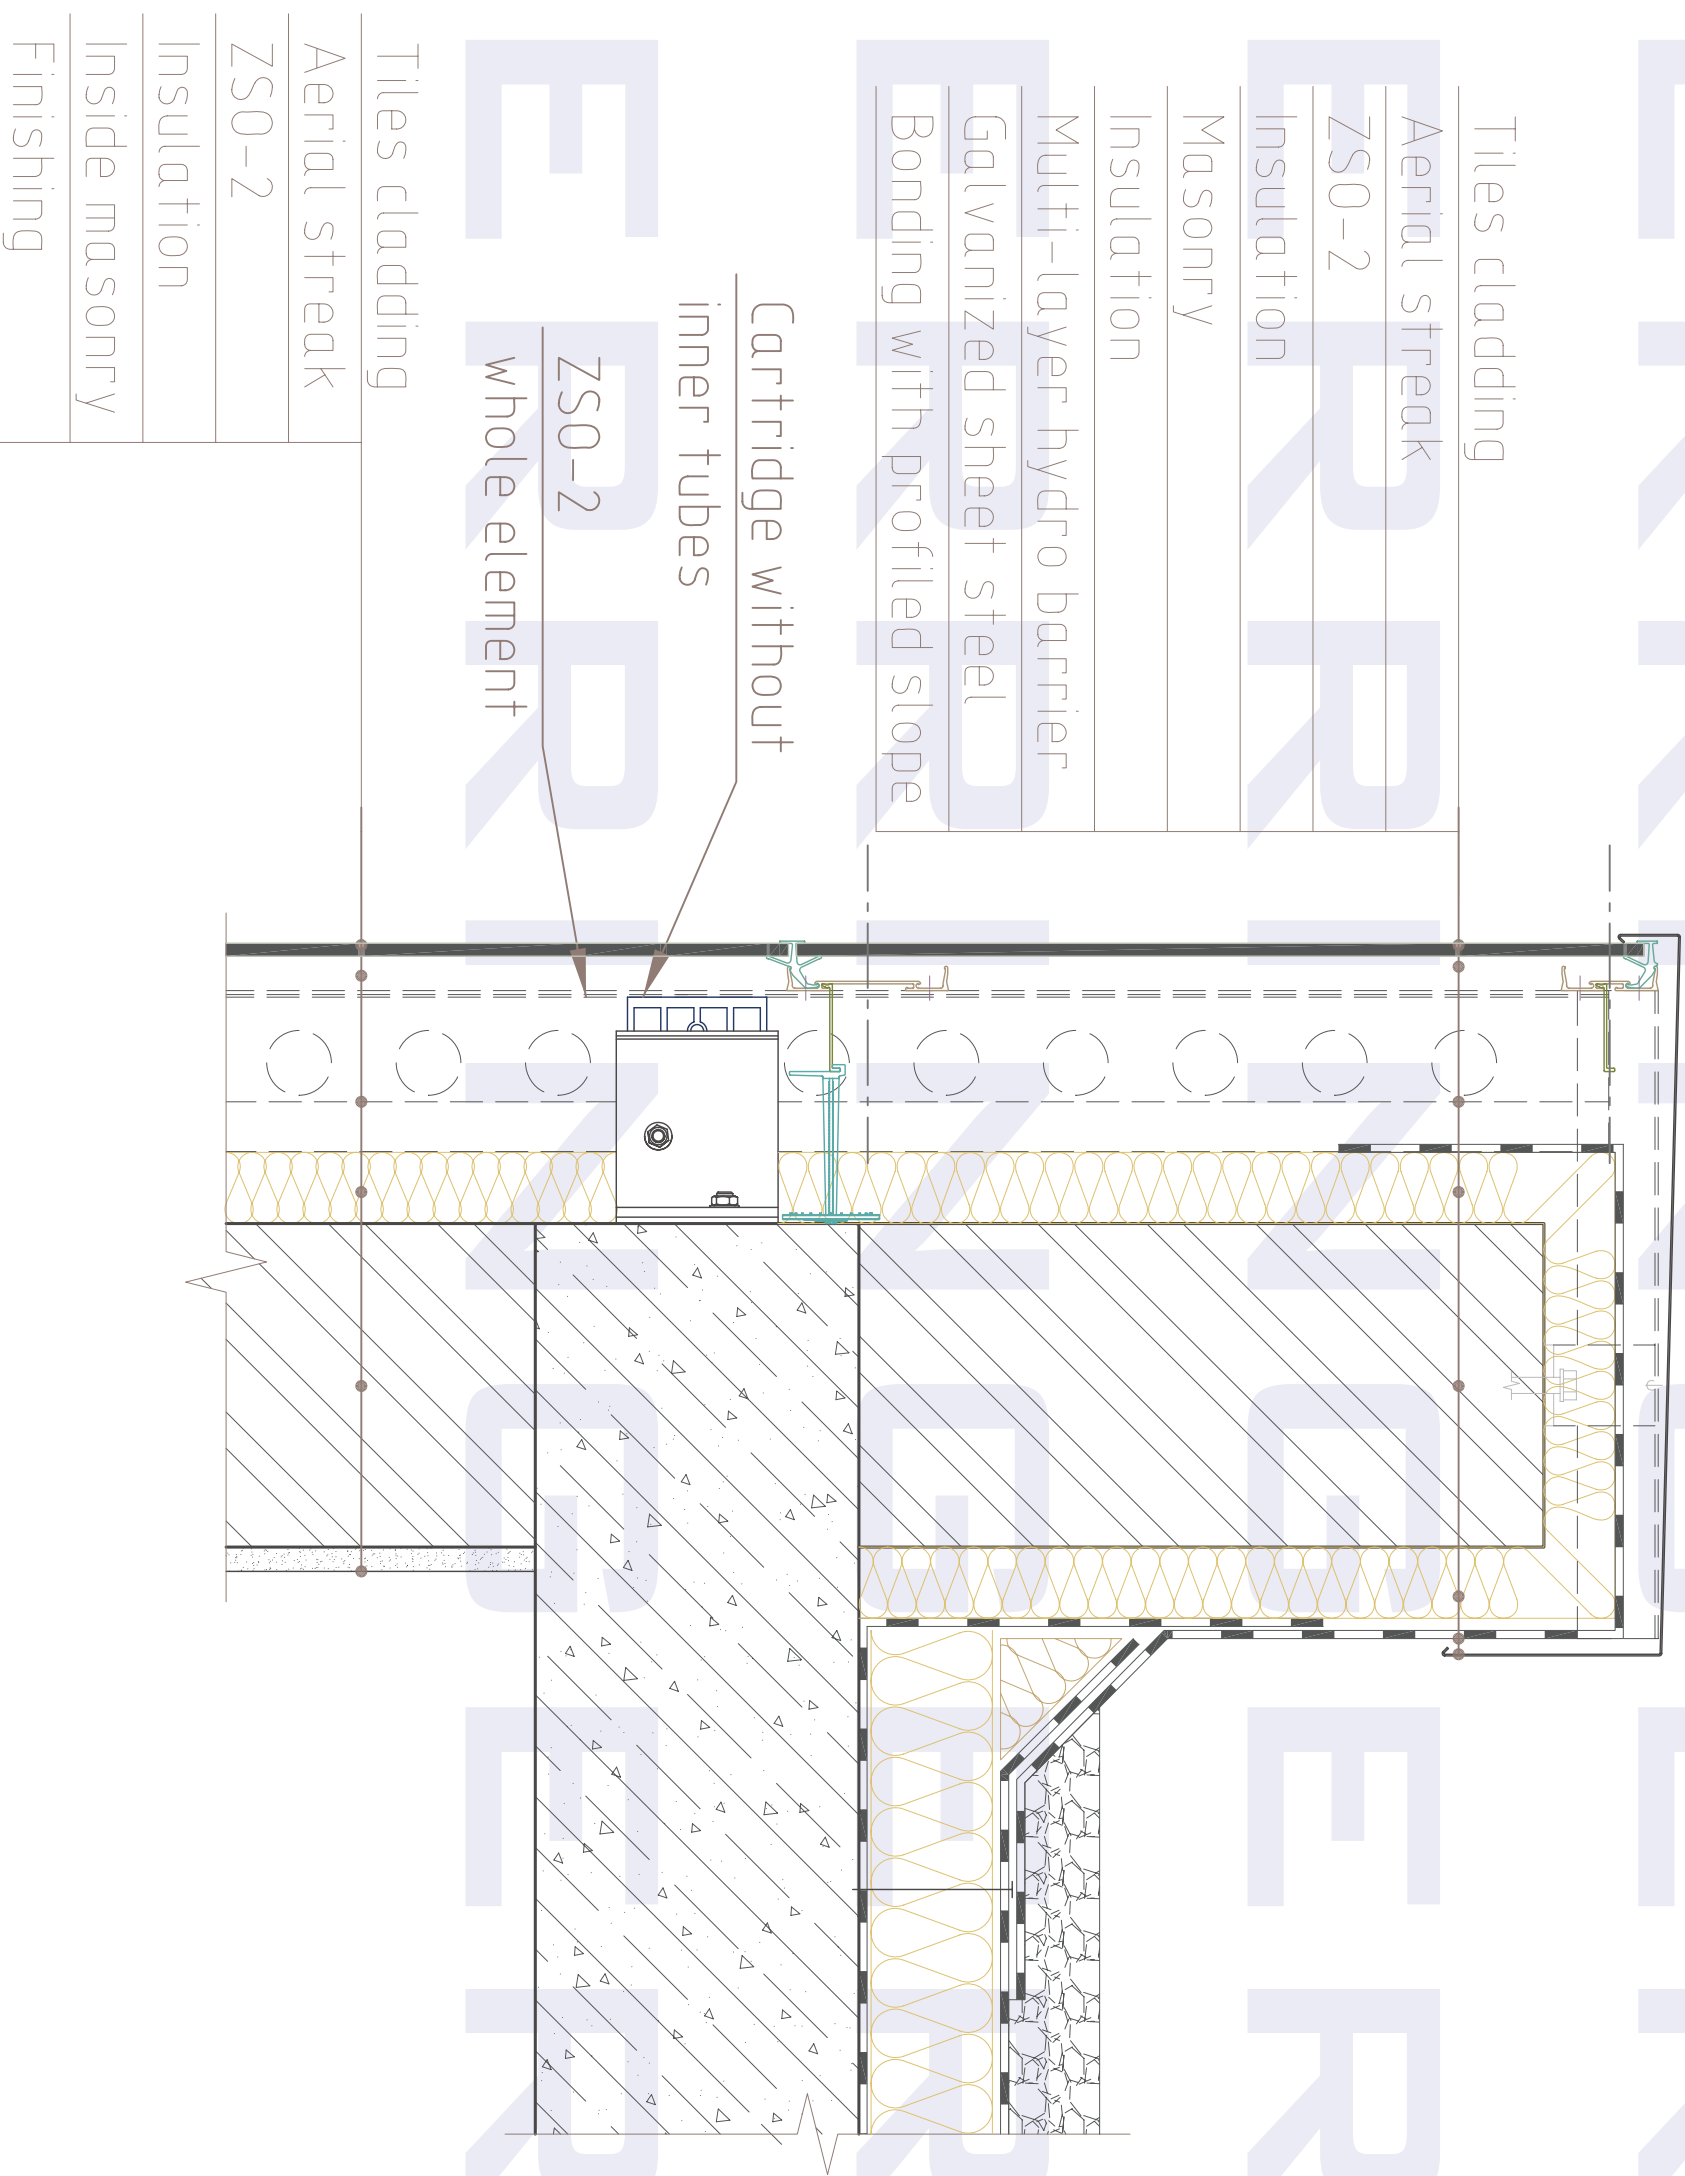 Tiles cladding
Aerial streak
ZSO-2
Insulation
Masonry
Insulation
Multi-layer hydro barrier
Galvanized sheet steel
Bonding with profiled slope
Cartridge without
inner tubes
ZSO-2
whole element
Tiles cladding
Aerial streak
ZSO-2
Insulation
Inside masonry
Finishing